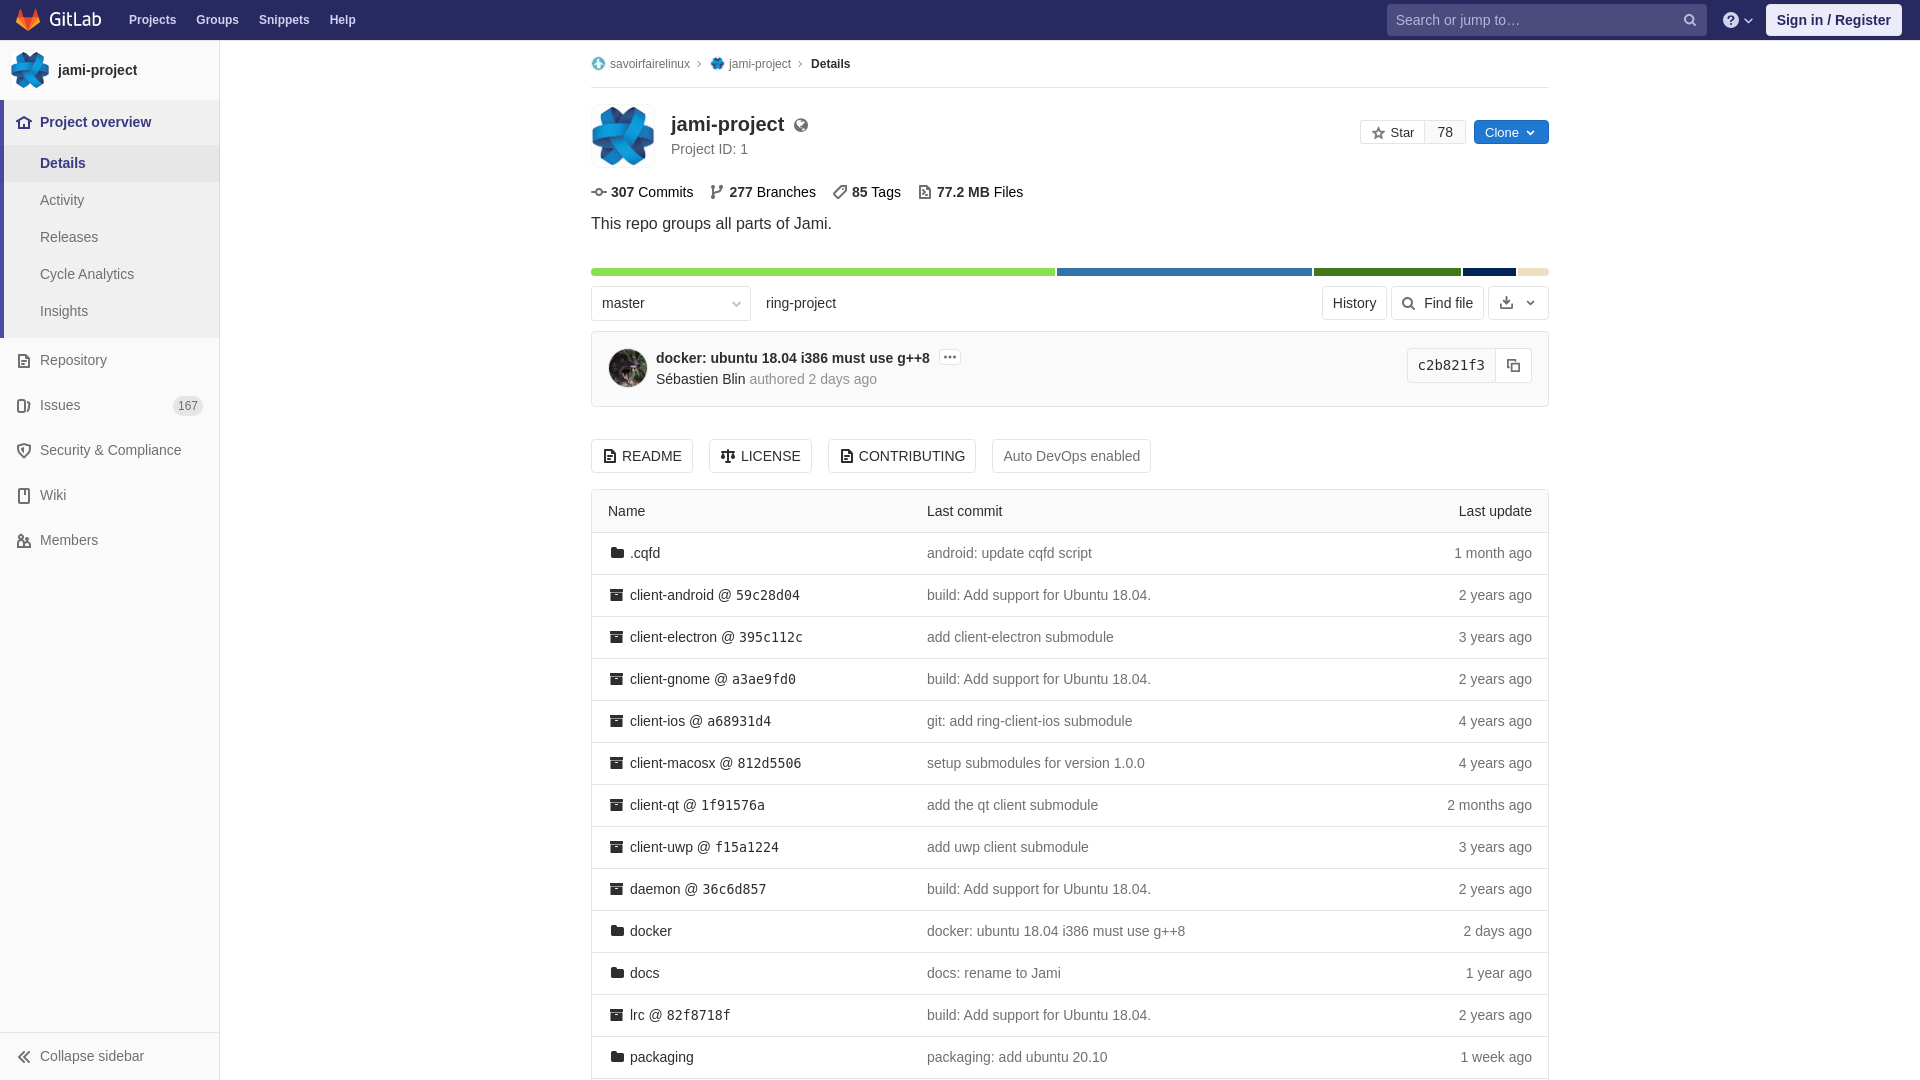 GitLab Projects Groups Snippets Help Search or jump to… Sign in / Register
jami-project
Project overview
Details
Activity
Releases
Cycle Analytics
Insights
Repository
Issues 167
Security & Compliance
Wiki
Members
Collapse sidebar
savoirfairelinux > jami-project > Details
jami-project
Project ID: 1
Star 78 Clone
307 Commits 277 Branches 85 Tags 77.2 MB Files
This repo groups all parts of Jami.
master ring-project History Find file
docker: ubuntu 18.04 i386 must use g++8
Sébastien Blin authored 2 days ago
c2b821f3
README LICENSE CONTRIBUTING Auto DevOps enabled
Name Last commit Last update
.cqfd android: update cqfd script 1 month ago
client-android @ 59c28d04 build: Add support for Ubuntu 18.04. 2 years ago
client-electron @ 395c112c add client-electron submodule 3 years ago
client-gnome @ a3ae9fd0 build: Add support for Ubuntu 18.04. 2 years ago
client-ios @ a68931d4 git: add ring-client-ios submodule 4 years ago
client-macosx @ 812d5506 setup submodules for version 1.0.0 4 years ago
client-qt @ 1f91576a add the qt client submodule 2 months ago
client-uwp @ f15a1224 add uwp client submodule 3 years ago
daemon @ 36c6d857 build: Add support for Ubuntu 18.04. 2 years ago
docker docker: ubuntu 18.04 i386 must use g++8 2 days ago
docs docs: rename to Jami 1 year ago
lrc @ 82f8718f build: Add support for Ubuntu 18.04. 2 years ago
packaging packaging: add ubuntu 20.10 1 week ago